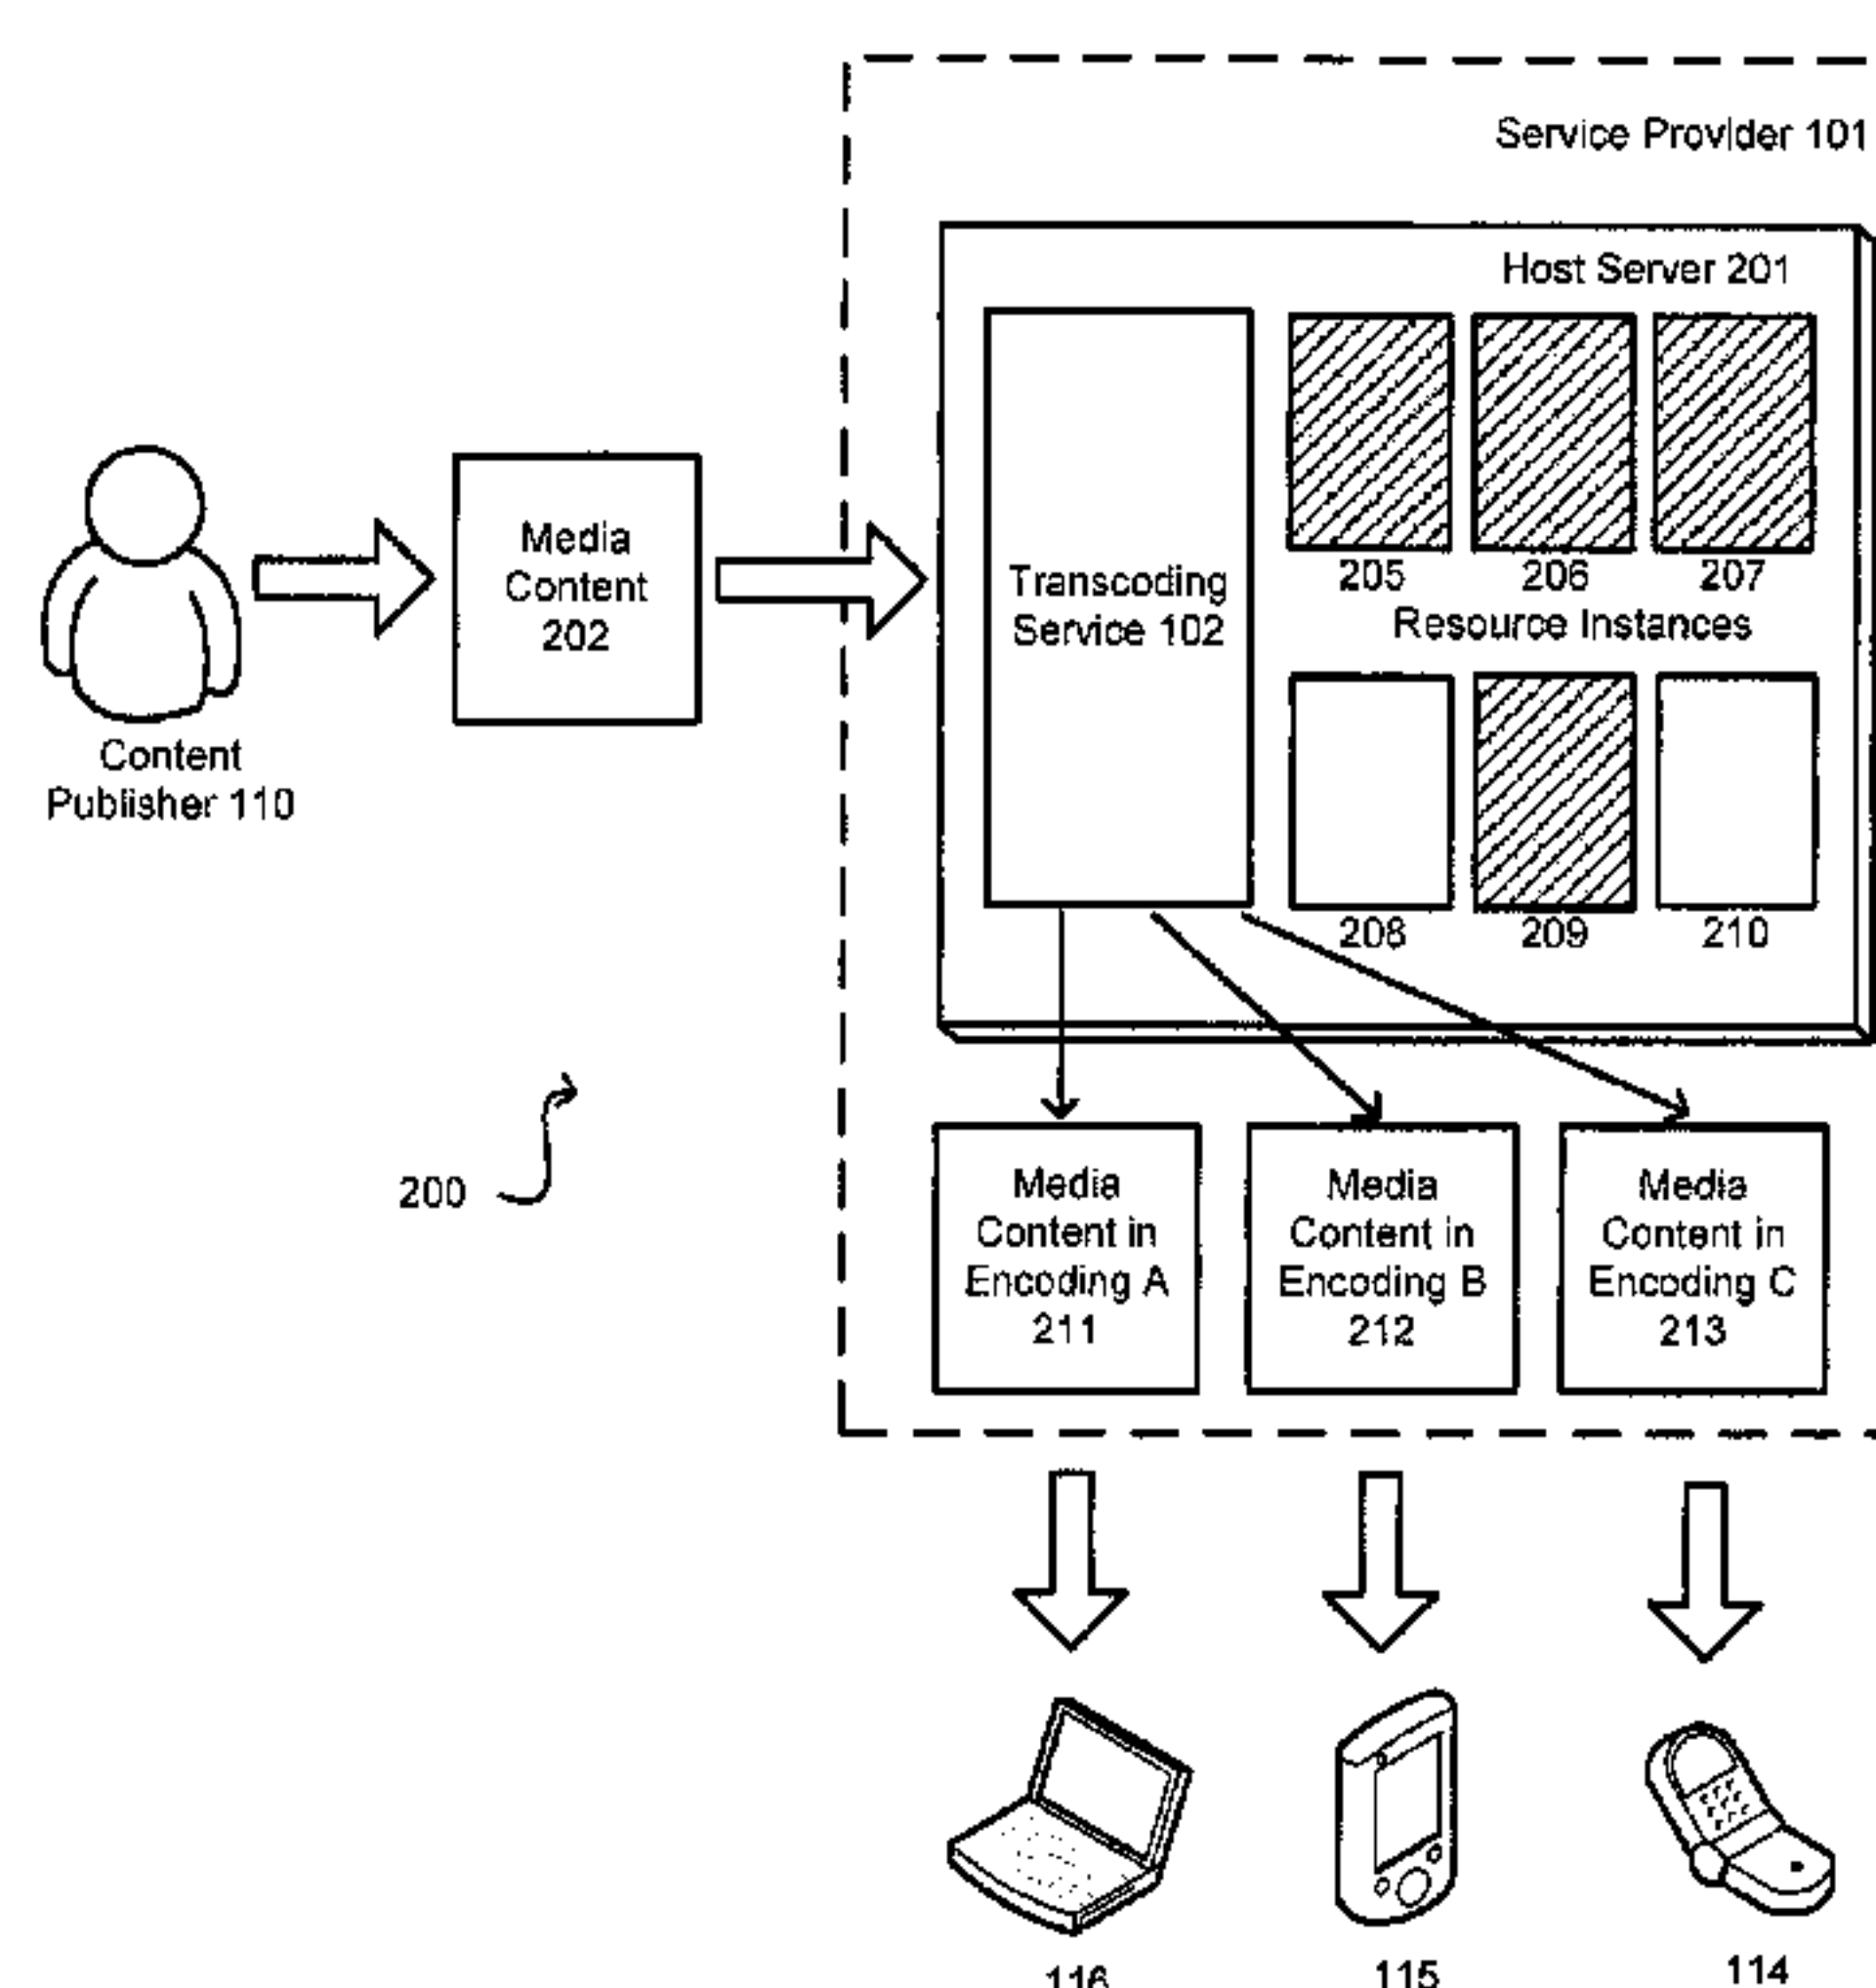 Service Provider 101
Host Server 201
Media
Content
202
Transcoding
Service 102
205
206
207
Resource Instances
208
209
210
Content
Publisher 110
200
Media
Content in
Encoding A
211
Media
Content in
Encoding B
212
Media
Content in
Encoding C
213
116
115
114